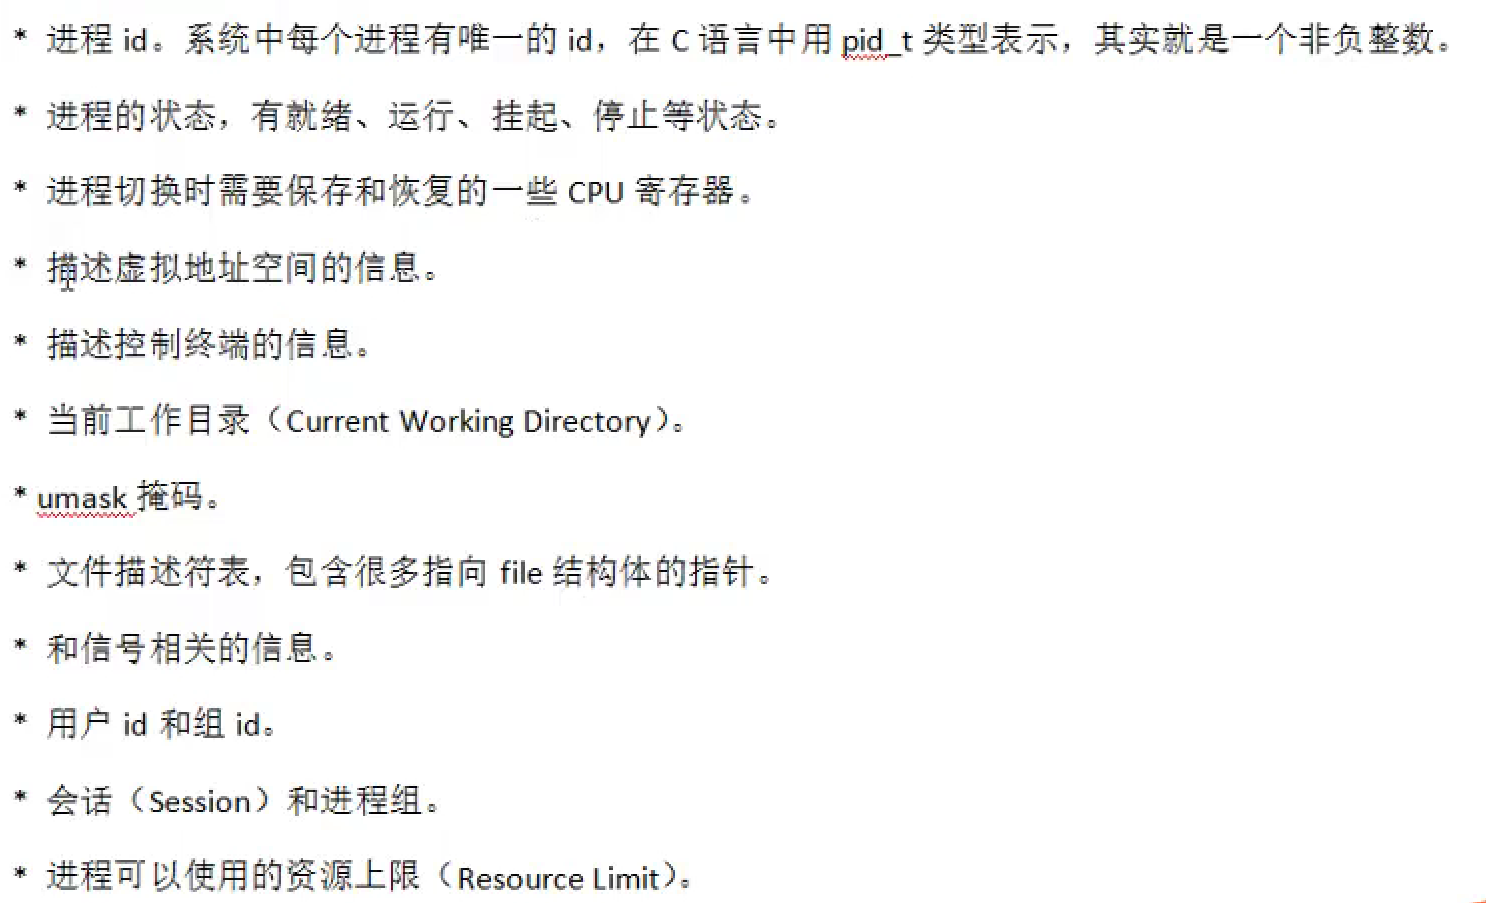 * 进程 id。系统中每个进程有唯一的 id，在 C 语言中用 pid_t 类型表示，其实就是一个非负整数。
* 进程的状态，有就绪、运行、挂起、停止等状态。
* 进程切换时需要保存和恢复的一些 CPU 寄存器。
* 描述虚拟地址空间的信息。
* 描述控制终端的信息。
* 当前工作目录（Current Working Directory）。
* umask 掩码。
* 文件描述符表，包含很多指向 file 结构体的指针。
* 和信号相关的信息。
* 用户 id 和组 id。
* 会话（Session）和进程组。
* 进程可以使用的资源上限（Resource Limit）。